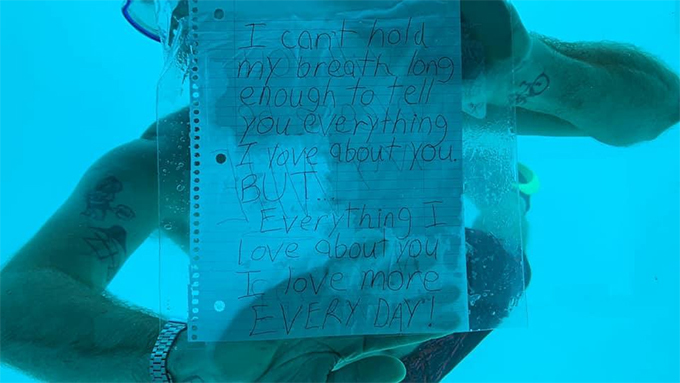 I can't hold
my breath long
enough to tell
you everything
I love about you.
BUT.
Everything I
Love about you
I love more
EVERY DAY!